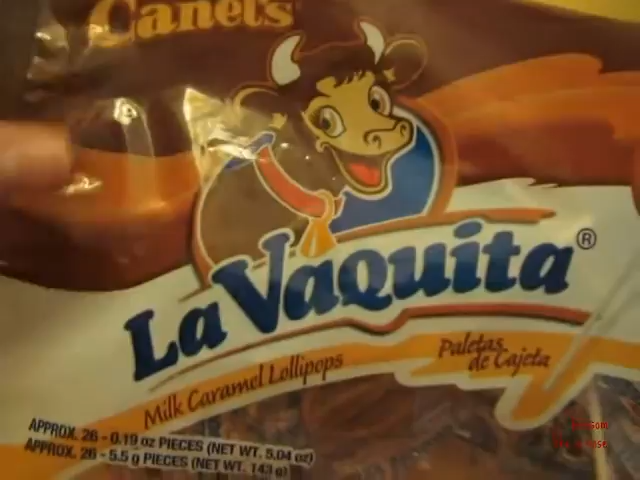 Canel's
La Vaquita®
Milk Caramel Lollipops
Paletas
de Cajeta
APPROX. 26 - 0.19 oz PIECES (NET WT. 5.04 oz)
APPROX. 26 - 5.5 g PIECES (NET WT. 143 g)